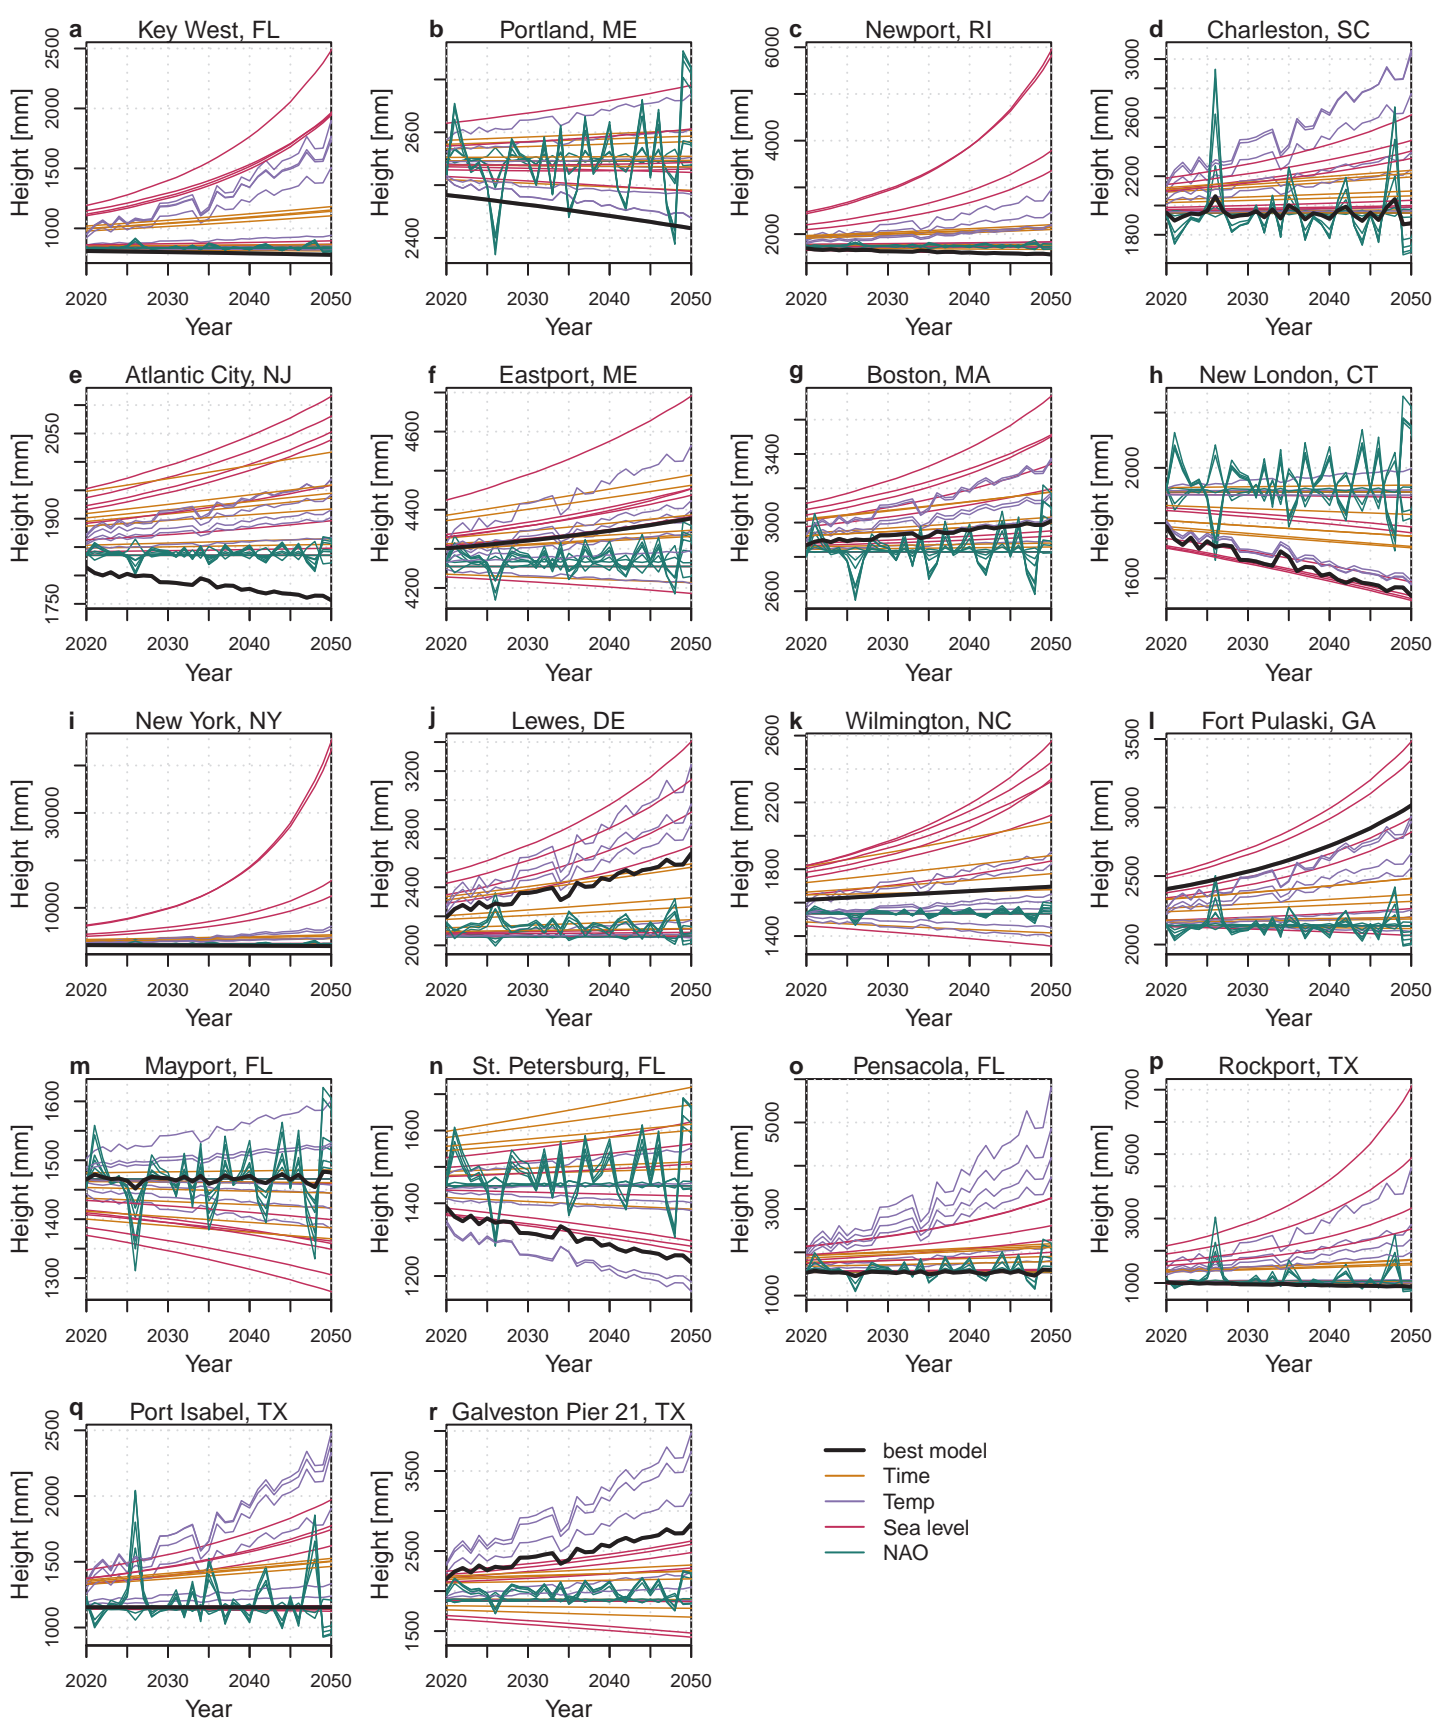 a Key West, FL
Height [mm]
1000 1500 2000 2500
2020 2030 2040 2050
Year
b Portland, ME
Height [mm]
2400 2600
2020 2030 2040 2050
Year
c Newport, RI
Height [mm]
2000 4000 6000
2020 2030 2040 2050
Year
d Charleston, SC
Height [mm]
1800 2200 2600 3000
2020 2030 2040 2050
Year
e Atlantic City, NJ
Height [mm]
1750 1900 2050
2020 2030 2040 2050
Year
f Eastport, ME
Height [mm]
4200 4400 4600
2020 2030 2040 2050
Year
g Boston, MA
Height [mm]
2600 3000 3400
2020 2030 2040 2050
Year
h New London, CT
Height [mm]
1600 2000
2020 2030 2040 2050
Year
i New York, NY
Height [mm]
10000 30000
2020 2030 2040 2050
Year
j Lewes, DE
Height [mm]
2000 2400 2800 3200
2020 2030 2040 2050
Year
k Wilmington, NC
Height [mm]
1400 1800 2200 2600
2020 2030 2040 2050
Year
l Fort Pulaski, GA
Height [mm]
2000 2500 3000 3500
2020 2030 2040 2050
Year
m Mayport, FL
Height [mm]
1300 1400 1500 1600
2020 2030 2040 2050
Year
n St. Petersburg, FL
Height [mm]
1200 1400 1600
2020 2030 2040 2050
Year
o Pensacola, FL
Height [mm]
1000 3000 5000
2020 2030 2040 2050
Year
p Rockport, TX
Height [mm]
1000 3000 5000 7000
2020 2030 2040 2050
Year
q Port Isabel, TX
Height [mm]
1000 1500 2000 2500
2020 2030 2040 2050
Year
r Galveston Pier 21, TX
Height [mm]
1500 2500 3500
2020 2030 2040 2050
Year
best model
Time
Temp
Sea level
NAO